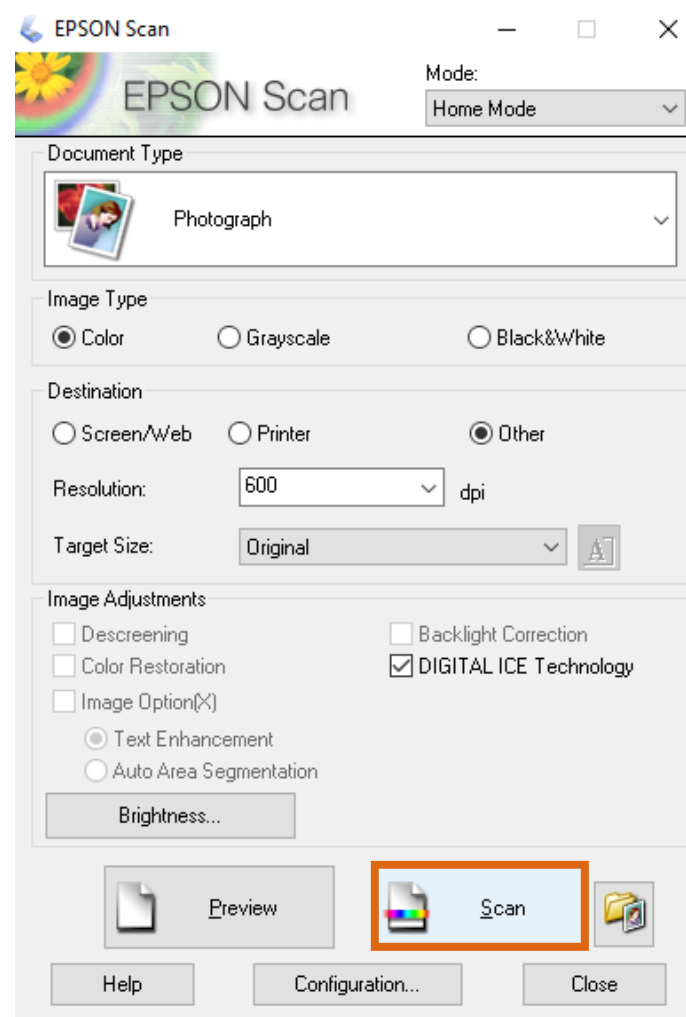 EPSON Scan
EPSON Scan
Mode:
Home Mode
Document Type
Photograph
Image Type
Color Grayscale Black&White
Destination
Screen/Web Printer Other
Resolution: 600 dpi
Target Size: Original A
Image Adjustments
Descreening Backlight Correction
Color Restoration DIGITAL ICE Technology
Image Option(X)
Text Enhancement
Auto Area Segmentation
Brightness...
Preview Scan
Help Configuration... Close